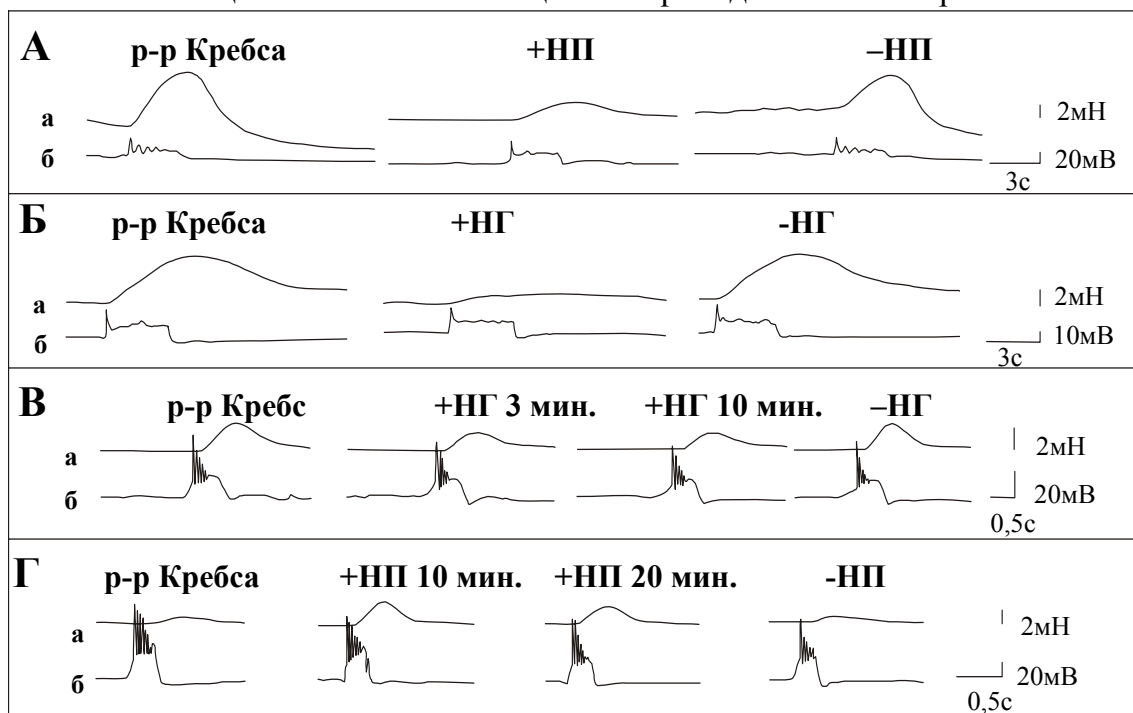 А
р-р Кребса +НП –НП
а
2мН
б
20мВ
3с
Б
р-р Кребса +НГ -НГ
а
2мН
б
10мВ
3с
В
р-р Кребс +НГ 3 мин. +НГ 10 мин. –НГ
а
2мН
б
20мВ
0,5с
Г
р-р Кребса +НП 10 мин. +НП 20 мин. -НП
а
2мН
б
20мВ
0,5с